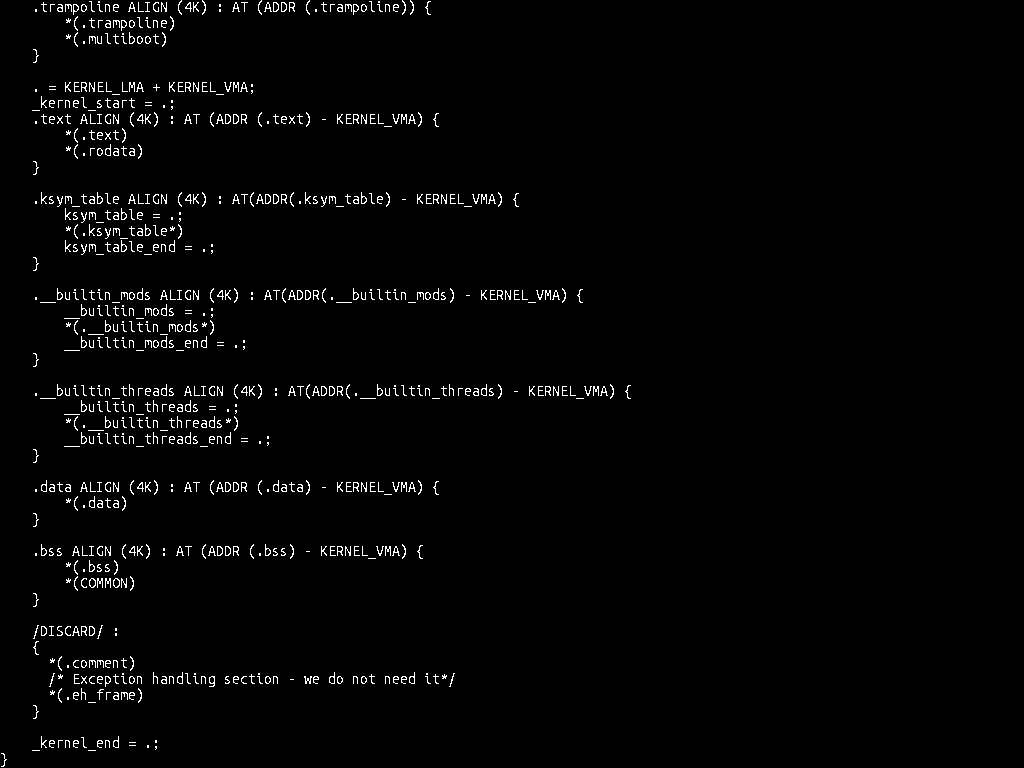 .trampoline ALIGN (4K) : AT (ADDR (.trampoline)) {
*(.trampoline)
*(.multiboot)
}
. = KERNEL_LMA + KERNEL_VMA;
_kernel_start = .;
.text ALIGN (4K) : AT (ADDR (.text) - KERNEL_VMA) {
*(.text)
*(.rodata)
}
.ksym_table ALIGN (4K) : AT(ADDR(.ksym_table) - KERNEL_VMA) {
ksym_table = .;
*(.ksym_table*)
ksym_table_end = .;
}
.__builtin_mods ALIGN (4K) : AT(ADDR(.__builtin_mods) - KERNEL_VMA) {
__builtin_mods = .;
*(.__builtin_mods*)
__builtin_mods_end = .;
}
.__builtin_threads ALIGN (4K) : AT(ADDR(.__builtin_threads) - KERNEL_VMA) {
__builtin_threads = .;
*(.__builtin_threads*)
__builtin_threads_end = .;
}
.data ALIGN (4K) : AT (ADDR (.data) - KERNEL_VMA) {
*(.data)
}
.bss ALIGN (4K) : AT (ADDR (.bss) - KERNEL_VMA) {
*(.bss)
*(COMMON)
}
/DISCARD/ :
{
*(.comment)
/* Exception handling section - we do not need it*/
*(.eh_frame)
}
_kernel_end = .;
}